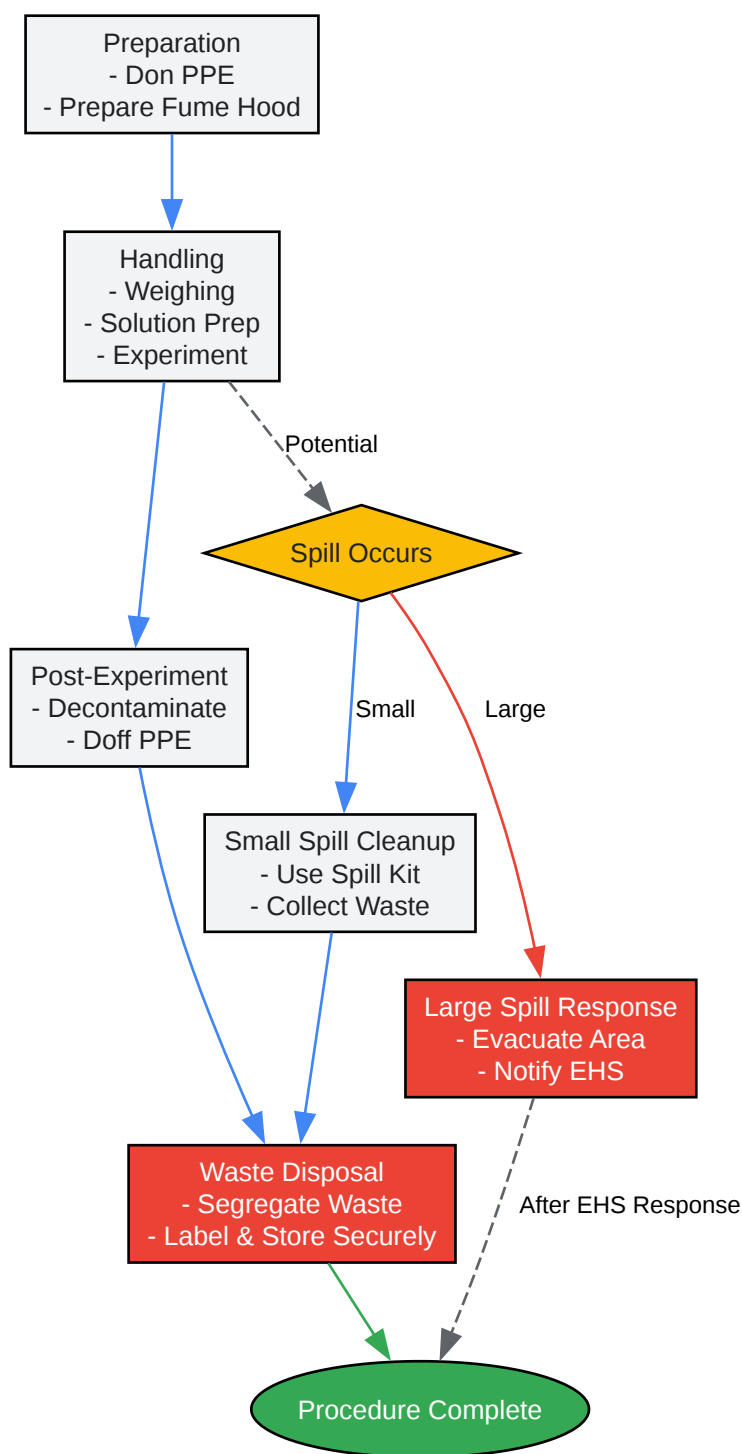 Preparation
- Don PPE
- Prepare Fume Hood
Handling
- Weighing
- Solution Prep
- Experiment
Potential
Spill Occurs
Post-Experiment
- Decontaminate
- Doff PPE
Small
Large
Small Spill Cleanup
- Use Spill Kit
- Collect Waste
Large Spill Response
- Evacuate Area
- Notify EHS
Waste Disposal
- Segregate Waste
- Label & Store Securely
After EHS Response
Procedure Complete